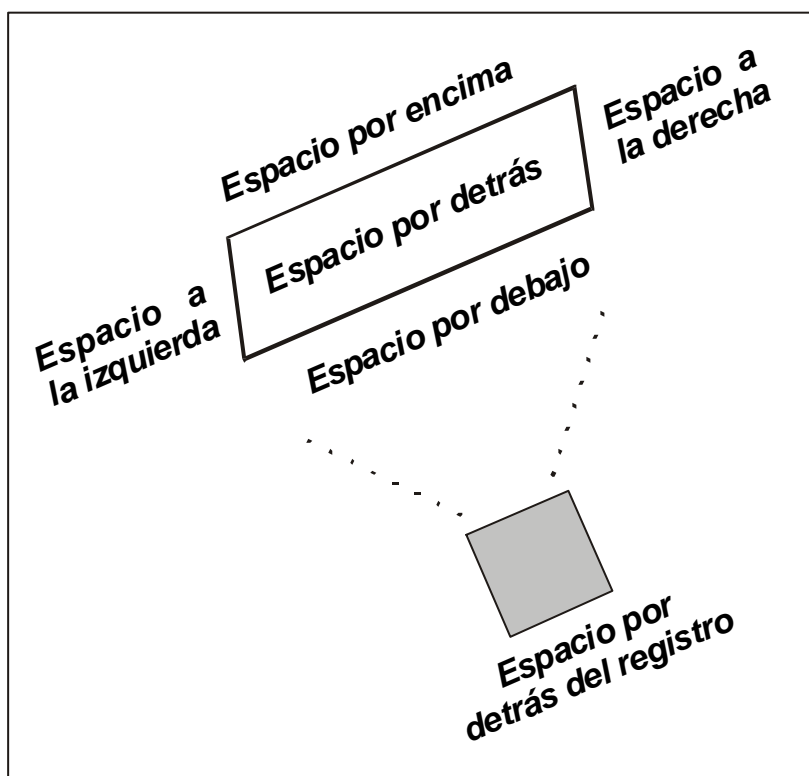 Espacio por encima
Espacio a
la derecha
Espacio por detrás
Espacio a
la izquierda
Espacio por debajo
Espacio por
detrás del registro